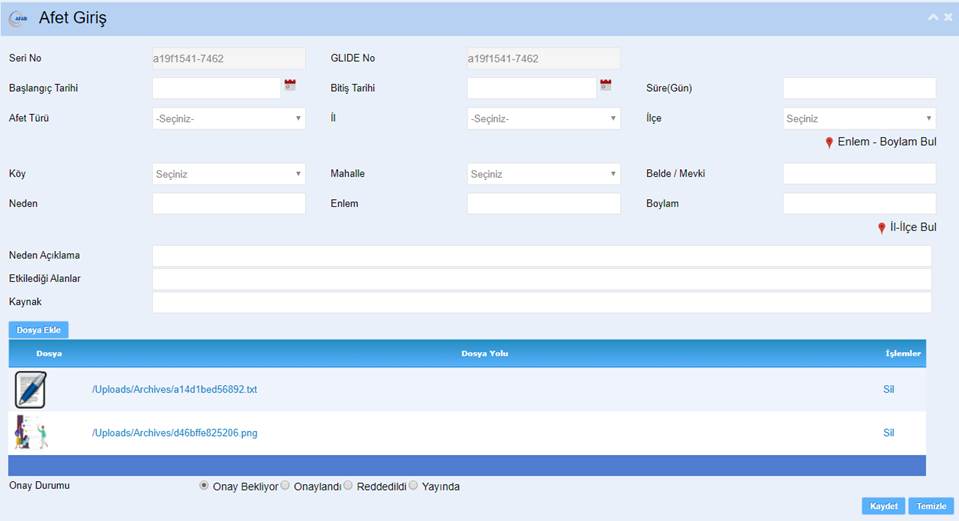 AFAD Afet Giriş
Seri No a19f1541-7462 GLIDE No a19f1541-7462
Başlangıç Tarihi Bitiş Tarihi Süre(Gün)
Afet Türü -Seçiniz- İl -Seçiniz- İlçe Seçiniz
Enlem - Boylam Bul
Köy Seçiniz Mahalle Seçiniz Belde / Mevki
Neden Enlem Boylam
İl-İlçe Bul
Neden Açıklama
Etkilediği Alanlar
Kaynak
Dosya Ekle
Dosya Dosya Yolu İşlemler
/Uploads/Archives/a14d1bed56892.txt Sil
/Uploads/Archives/d46bffe825206.png Sil
Onay Durumu Onay Bekliyor Onaylandı Reddedildi Yayında
Kaydet Temizle